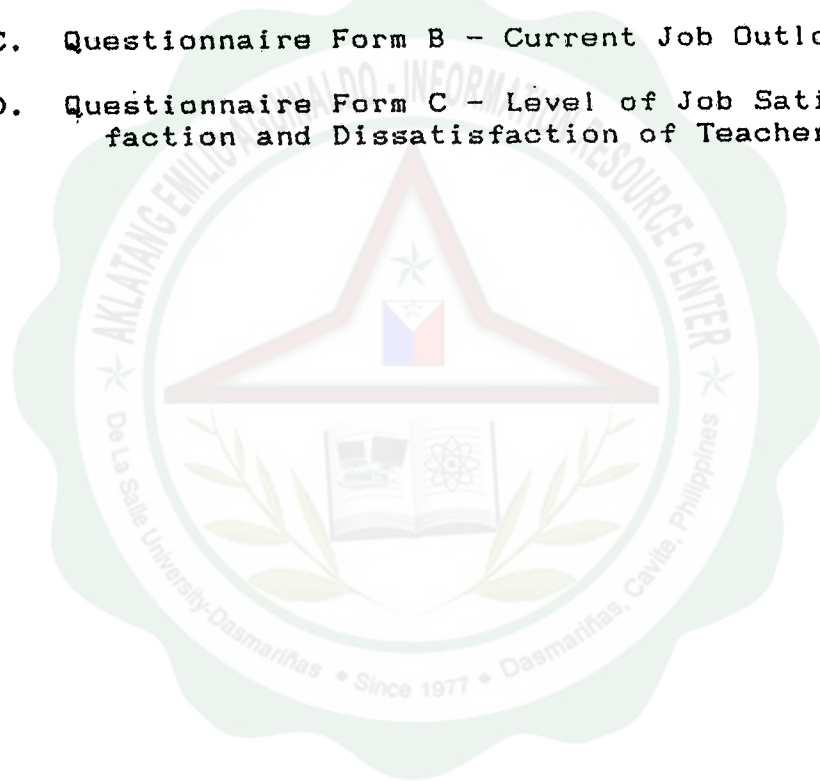 C. Questionnaire Form B - Current Job Outlo
D. Questionnaire Form C - Level of Job Sati
faction and Dissatisfaction of Teacher
AKLATANG EMILIO AGUINALDO - INFORMATION RESOURCE CENTER
De La Salle University-Dasmariñas • Since 1977 • Dasmariñas, Cavite, Philippines